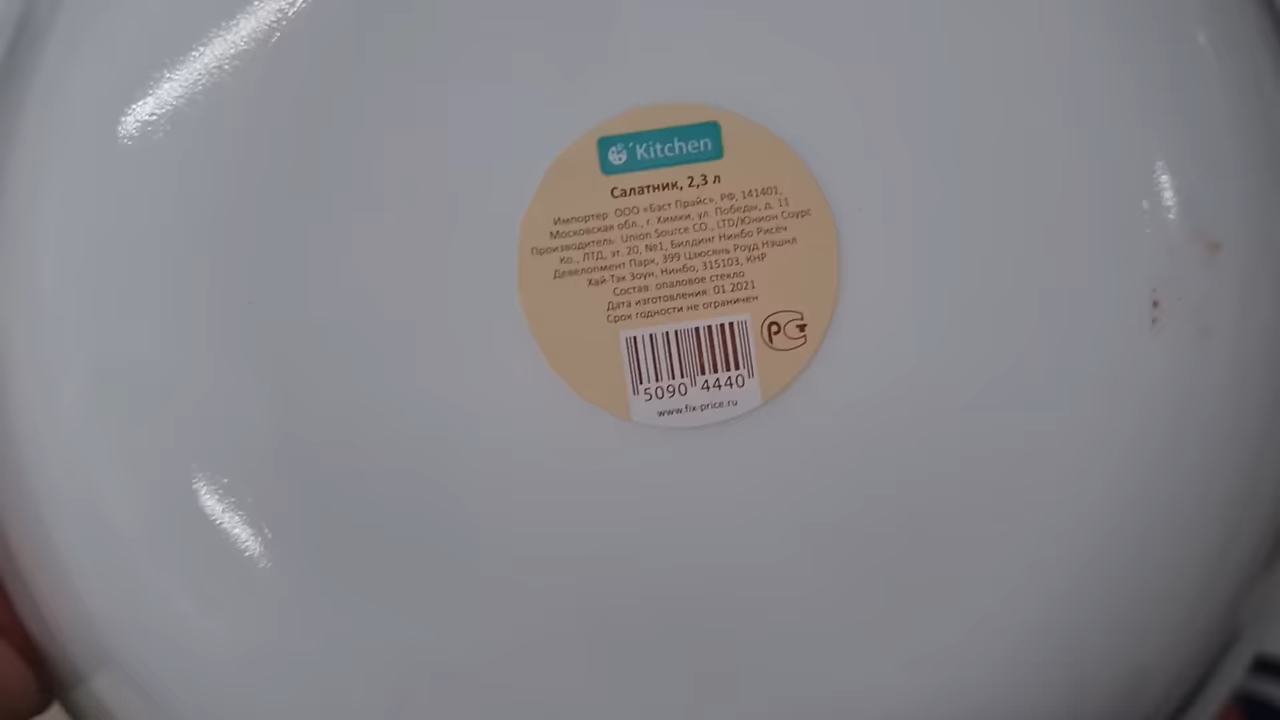 Kitchen
Салатник, 2,3 л
Импортер: ООО «Бэст Прайс», РФ, 141401,
Московская обл., г. Химки, ул. Победы, д. 11
Производитель: Union Source CO., LTD/Юнион Соурс
Ко., ЛТД, эт. 20, №1, Билдинг Нинбо Рисеч
Девелопмент Парк, 399 Цзюсянь Роуд Нэшнл
Хай-Тэк Зоун, Нинбо, 315103, КНР
Состав: опаловое стекло
Дата изготовления: 01.2021
Срок годности не ограничен
РСТ
5090 4440
www.fix-price.ru